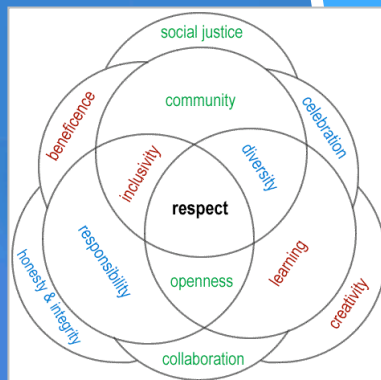 social justice
community
beneficence
celebration
inclusivity
diversity
respect
responsibility
learning
honesty & integrity
openness
creativity
collaboration